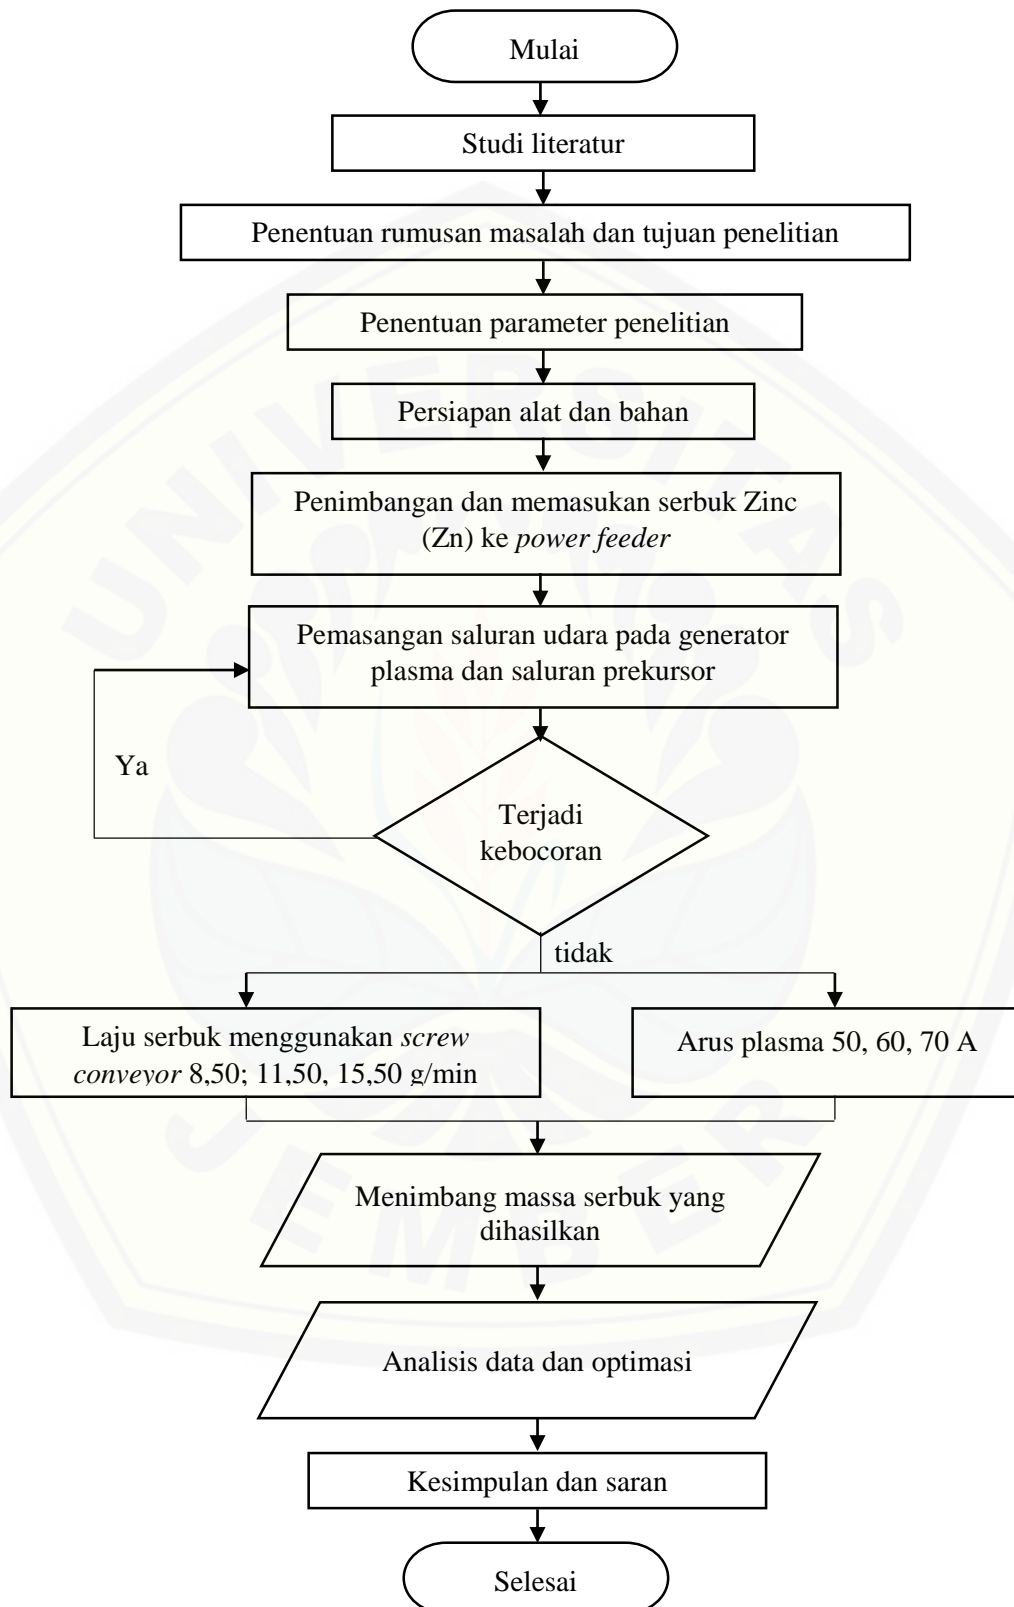 Mulai
Studi literatur
Penentuan rumusan masalah dan tujuan penelitian
Penentuan parameter penelitian
Persiapan alat dan bahan
Penimbangan dan memasukan serbuk Zinc
(Zn) ke power feeder
Pemasangan saluran udara pada generator
plasma dan saluran prekursor
Ya
Terjadi
kebocoran
tidak
Laju serbuk menggunakan screw
conveyor 8,50; 11,50, 15,50 g/min
Arus plasma 50, 60, 70 A
Menimbang massa serbuk yang
dihasilkan
Analisis data dan optimasi
Kesimpulan dan saran
Selesai
UNIVERSITAS
JEMBER